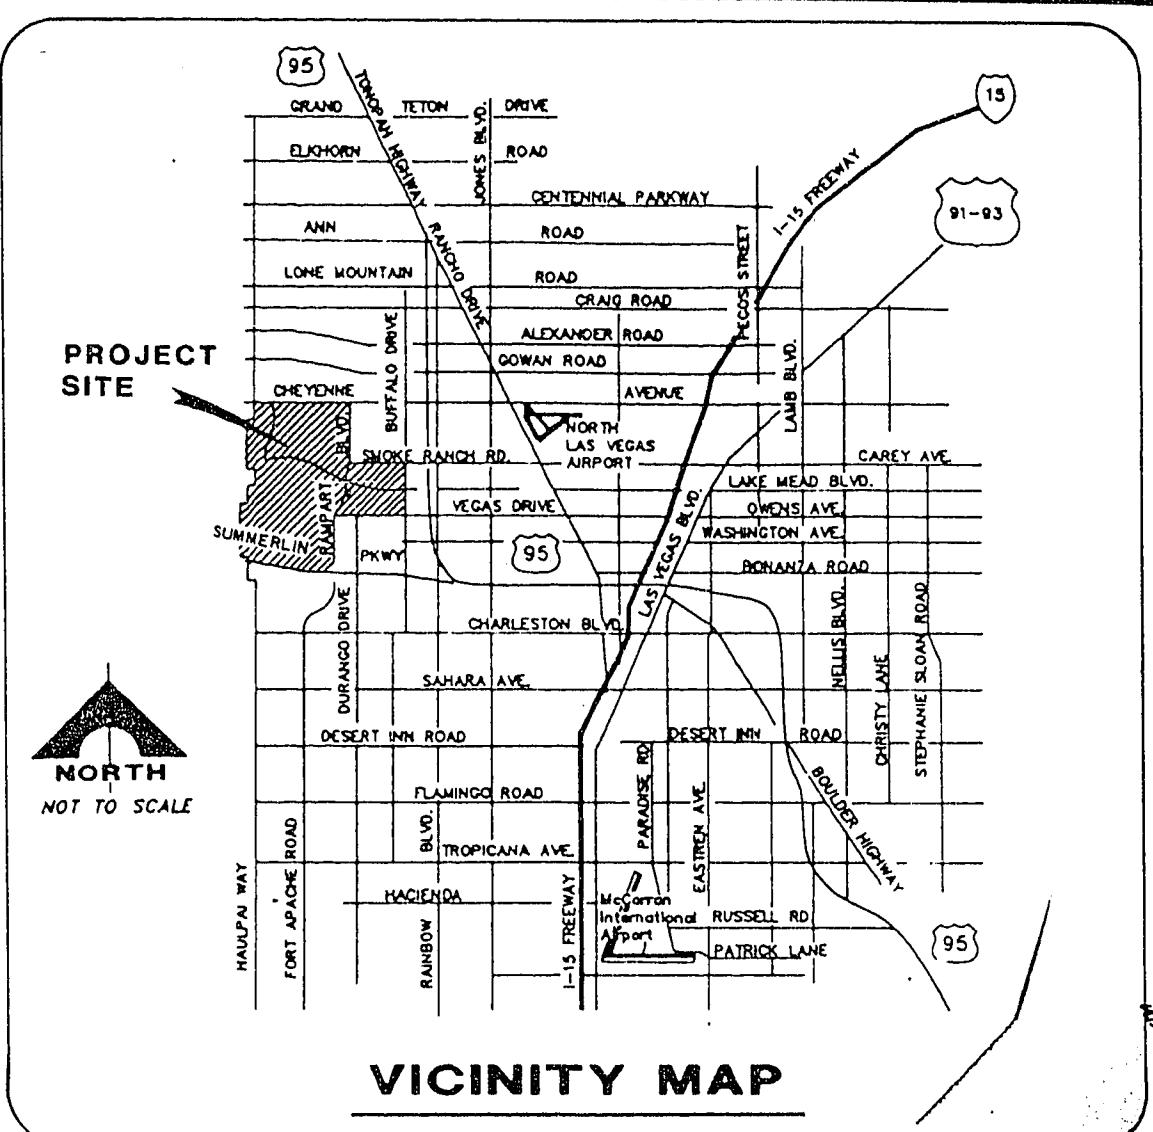 95
TONOPAH HIGHWAY
15
GRAND TETON DRIVE
JONES BLVD.
ELKHORN ROAD
I-15 FREEWAY
CENTENNIAL PARKWAY
91-93
ANN ROAD
RANCHO DRIVE
PECOS STREET
LONE MOUNTAIN ROAD
CRAIG ROAD
BUFFALO DRIVE
ALEXANDER ROAD
LAMB BLVD.
PROJECT
SITE
GOWAN ROAD
CHEYENNE AVENUE
NORTH
LAS VEGAS
AIRPORT
SMOKE RANCH RD.
CAREY AVE.
RAMPART BLVD.
LAKE MEAD BLVD.
VEGAS DRIVE
OWENS AVE.
SUMMERLIN PKWY
WASHINGTON AVE.
95
LAS VEGAS BLVD.
BONANZA ROAD
DURANGO DRIVE
CHARLESTON BLVD.
NELLIS BLVD.
STEPHANIE SLOAN ROAD
CHRISTY LANE
SAHARA AVE.
DESERT INN ROAD
DESERT INN ROAD
NORTH
NOT TO SCALE
FLAMINGO ROAD
PARADISE RD.
EASTREN AVE.
BOULDER HIGHWAY
TROPICANA AVE.
HAULPAI WAY
FORT APACHE ROAD
RAINBOW BLVD.
HACIENDA
I-15 FREEWAY
McCarran
International
Airport
RUSSELL RD
PATRICK LANE
95
VICINITY MAP